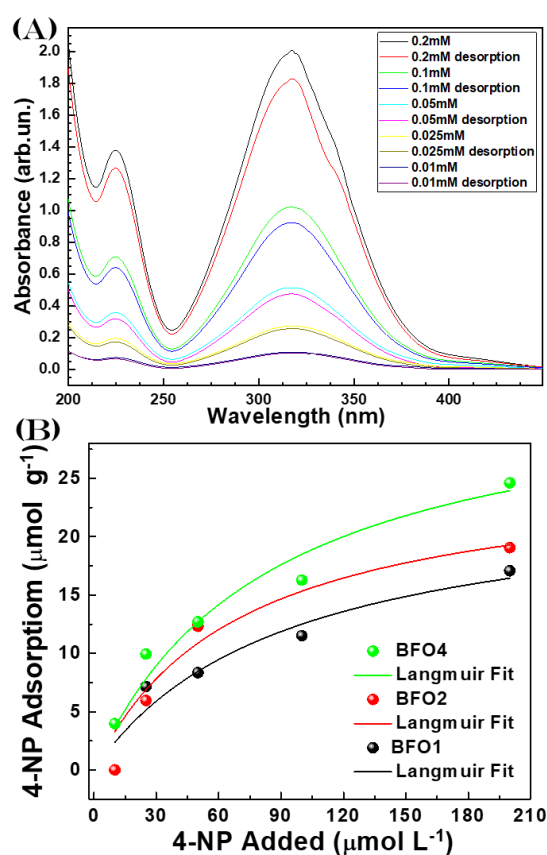 (A)
2.0
1.8
1.6
1.4
1.2
1.0
0.8
0.6
0.4
0.2
0.0
Absorbance (arb.un.)
0.2mM
0.2mM desorption
0.1mM
0.1mM desorption
0.05mM
0.05mM desorption
0.025mM
0.025mM desorption
0.01mM
0.01mM desorption
200 250 300 350 400
Wavelength (nm)
(B)
25
20
15
10
5
0
4-NP Adsorptiom (μmol g-1)
BFO4
Langmuir Fit
BFO2
Langmuir Fit
BFO1
Langmuir Fit
0 30 60 90 120 150 180 210
4-NP Added (μmol L-1)